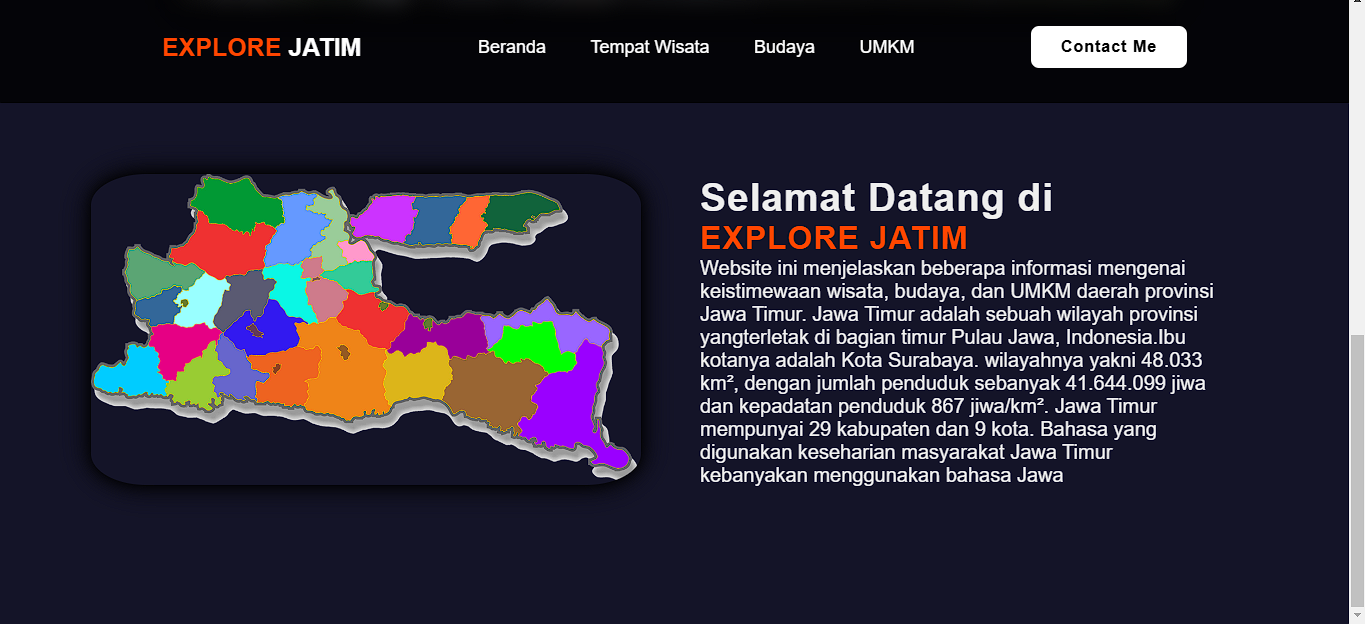 EXPLORE JATIM
Beranda
Tempat Wisata
Budaya
UMKM
Contact Me
Selamat Datang di
EXPLORE JATIM
Website ini menjelaskan beberapa informasi mengenai
keistimewaan wisata, budaya, dan UMKM daerah provinsi
Jawa Timur. Jawa Timur adalah sebuah wilayah provinsi
yangterletak di bagian timur Pulau Jawa, Indonesia.Ibu
kotanya adalah Kota Surabaya. wilayahnya yakni 48.033
km², dengan jumlah penduduk sebanyak 41.644.099 jiwa
dan kepadatan penduduk 867 jiwa/km². Jawa Timur
mempunyai 29 kabupaten dan 9 kota. Bahasa yang
digunakan keseharian masyarakat Jawa Timur
kebanyakan menggunakan bahasa Jawa